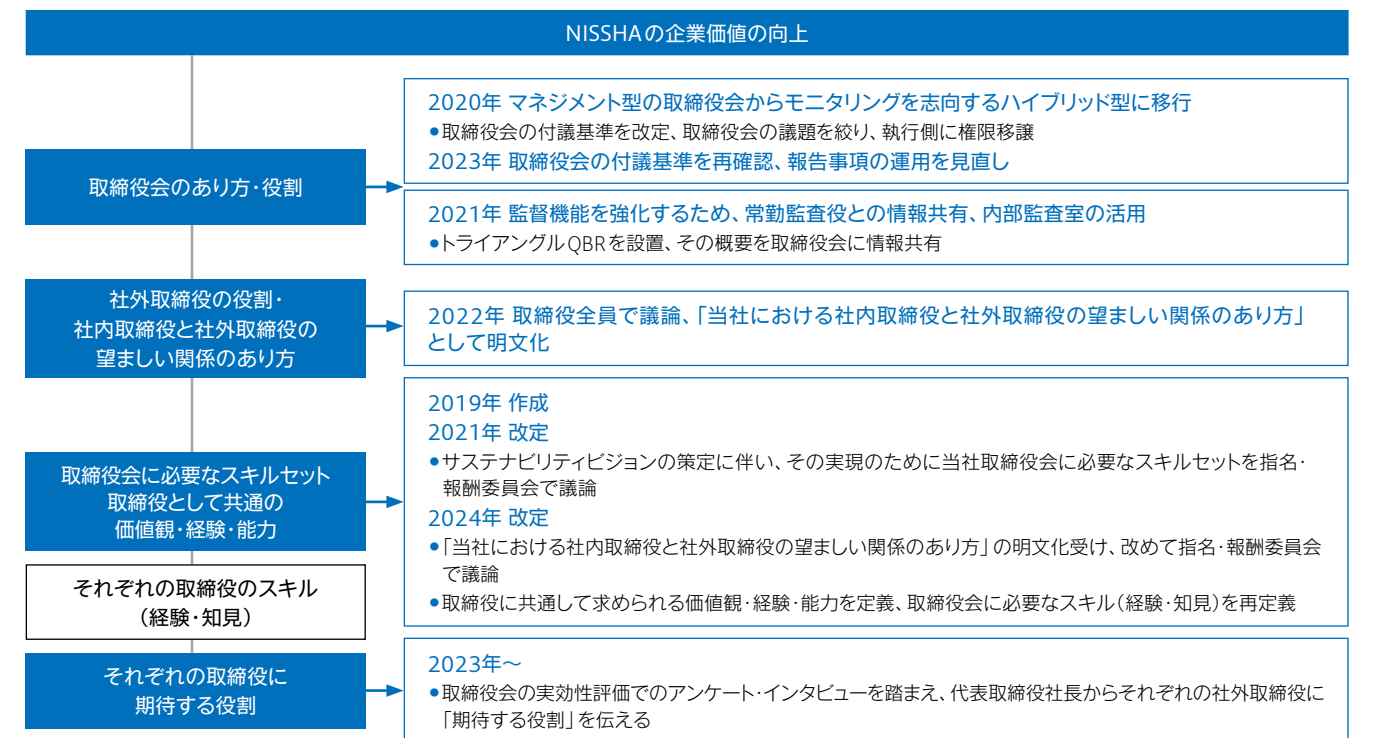 NISSHAの企業価値の向上
取締役会のあり方・役割
2020年 マネジメント型の取締役会からモニタリングを志向するハイブリッド型に移行
●取締役会の付議基準を改定、取締役会の議題を絞り、執行側に権限移譲
2023年 取締役会の付議基準を再確認、報告事項の運用を見直し
2021年 監督機能を強化するため、常勤監査役との情報共有、内部監査室の活用
●トライアングルQBRを設置、その概要を取締役会に情報共有
社外取締役の役割・
社内取締役と社外取締役の
望ましい関係のあり方
2022年 取締役全員で議論、「当社における社内取締役と社外取締役の望ましい関係のあり方」
として明文化
取締役会に必要なスキルセット
取締役として共通の
価値観・経験・能力
それぞれの取締役のスキル
（経験・知見）
2019年 作成
2021年 改定
●サステナビリティビジョンの策定に伴い、その実現のために当社取締役会に必要なスキルセットを指名・
報酬委員会で議論
2024年 改定
●「当社における社内取締役と社外取締役の望ましい関係のあり方」の明文化受け、改めて指名・報酬委員会
で議論
●取締役に共通して求められる価値観・経験・能力を定義、取締役会に必要なスキル（経験・知見）を再定義
それぞれの取締役に
期待する役割
2023年～
●取締役会の実効性評価でのアンケート・インタビューを踏まえ、代表取締役社長からそれぞれの社外取締役に
「期待する役割」を伝える